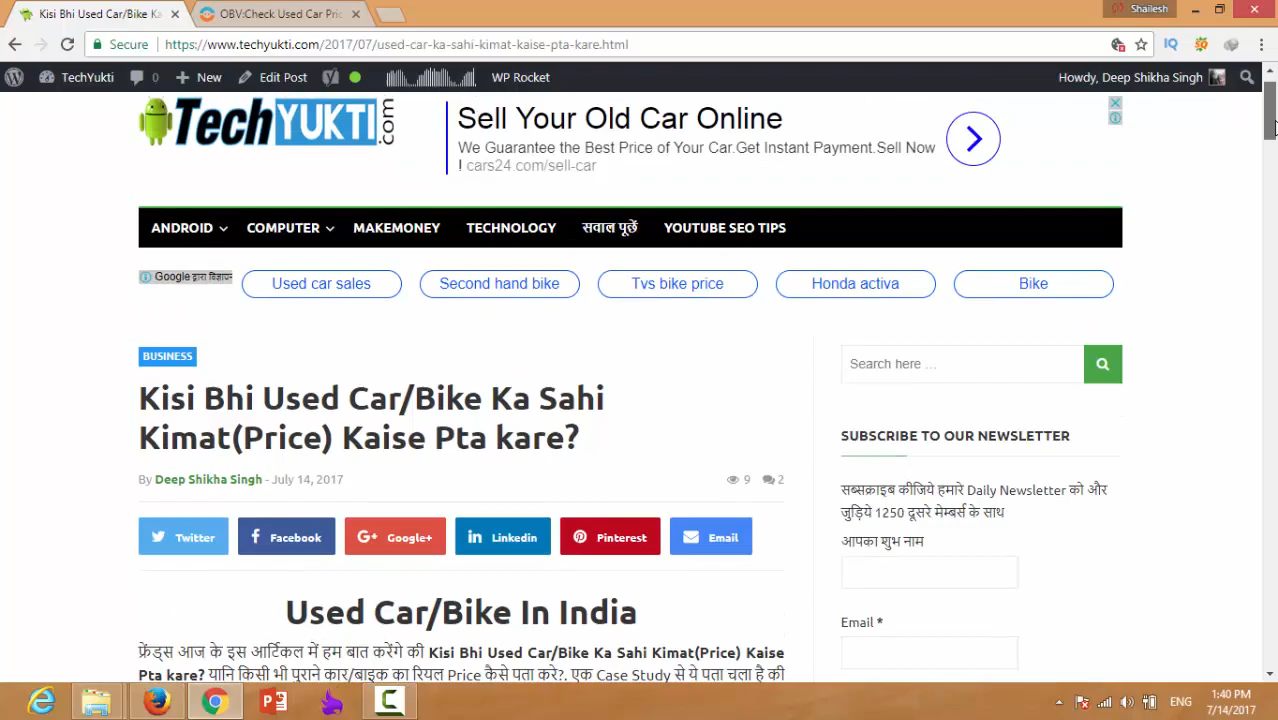 Kisi Bhi Used Car/Bike Ka
OBV:Check Used Car Pric
Shailesh
Secure
https://www.techyukti.com/2017/07/used-car-ka-sahi-kimat-kaise-pta-kare.html
TechYukti 0 New Edit Post WP Rocket Howdy, Deep Shikha Singh
TechYUKTI.com
Sell Your Old Car Online
We Guarantee the Best Price of Your Car.Get Instant Payment.Sell Now
! cars24.com/sell-car
ANDROID COMPUTER MAKEMONEY TECHNOLOGY सवाल पूछें YOUTUBE SEO TIPS
Google द्वारा विज्ञापन Used car sales Second hand bike Tvs bike price Honda activa Bike
BUSINESS
Kisi Bhi Used Car/Bike Ka Sahi
Kimat(Price) Kaise Pta kare?
By Deep Shikha Singh - July 14, 2017 9 2
Twitter Facebook Google+ Linkedin Pinterest Email
Used Car/Bike In India
फ्रेंड्स आज के इस आर्टिकल में हम बात करेंगे की Kisi Bhi Used Car/Bike Ka Sahi Kimat(Price) Kaise
Pta kare? यानि किसी भी पुराने कार/बाइक का रियल Price कैसे पता करे?. एक Case Study से ये पता चला है की
Search here …
SUBSCRIBE TO OUR NEWSLETTER
सब्सक्राइब कीजिये हमारे Daily Newsletter को और
जुड़िये 1250 दूसरे मेम्बर्स के साथ
आपका शुभ नाम
Email *
ENG
1:40 PM
7/14/2017